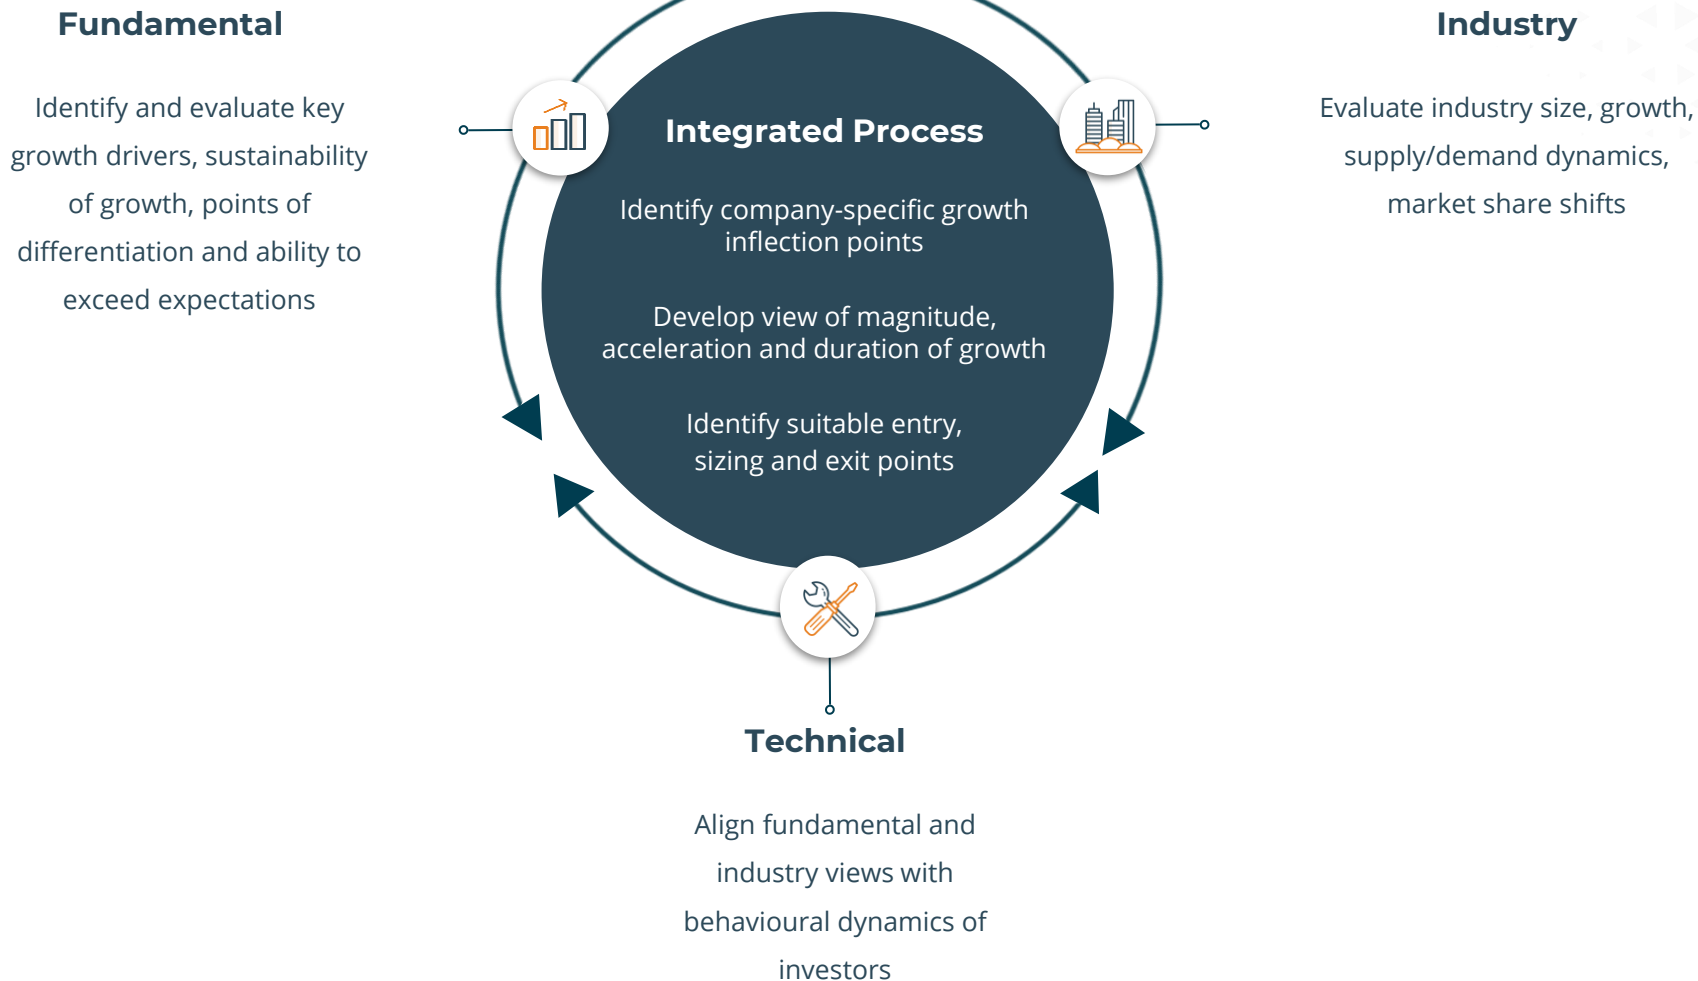 Fundamental
Identify and evaluate key
growth drivers, sustainability
of growth, points of
differentiation and ability to
exceed expectations
Integrated Process
Identify company-specific growth
inflection points
Develop view of magnitude,
acceleration and duration of growth
Identify suitable entry,
sizing and exit points
Industry
Evaluate industry size, growth,
supply/demand dynamics,
market share shifts
Technical
Align fundamental and
industry views with
behavioural dynamics of
investors